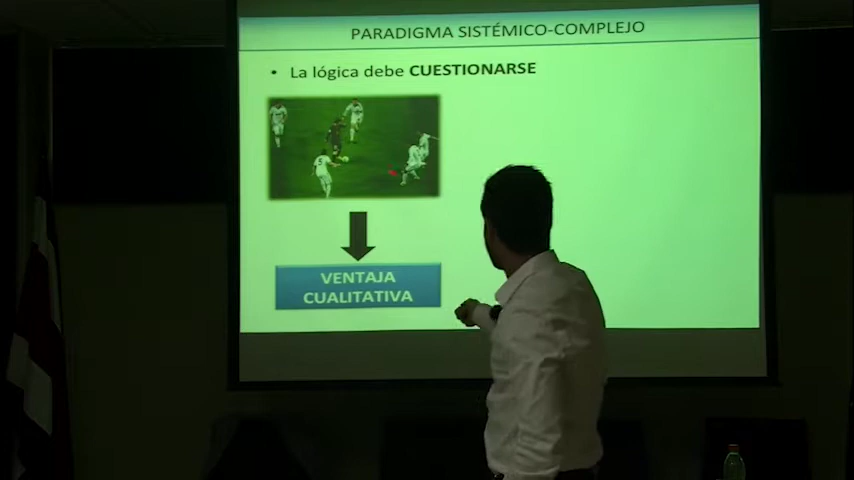 PARADIGMA SISTÉMICO-COMPLEJO
• La lógica debe CUESTIONARSE
VENTAJA
CUALITATIVA